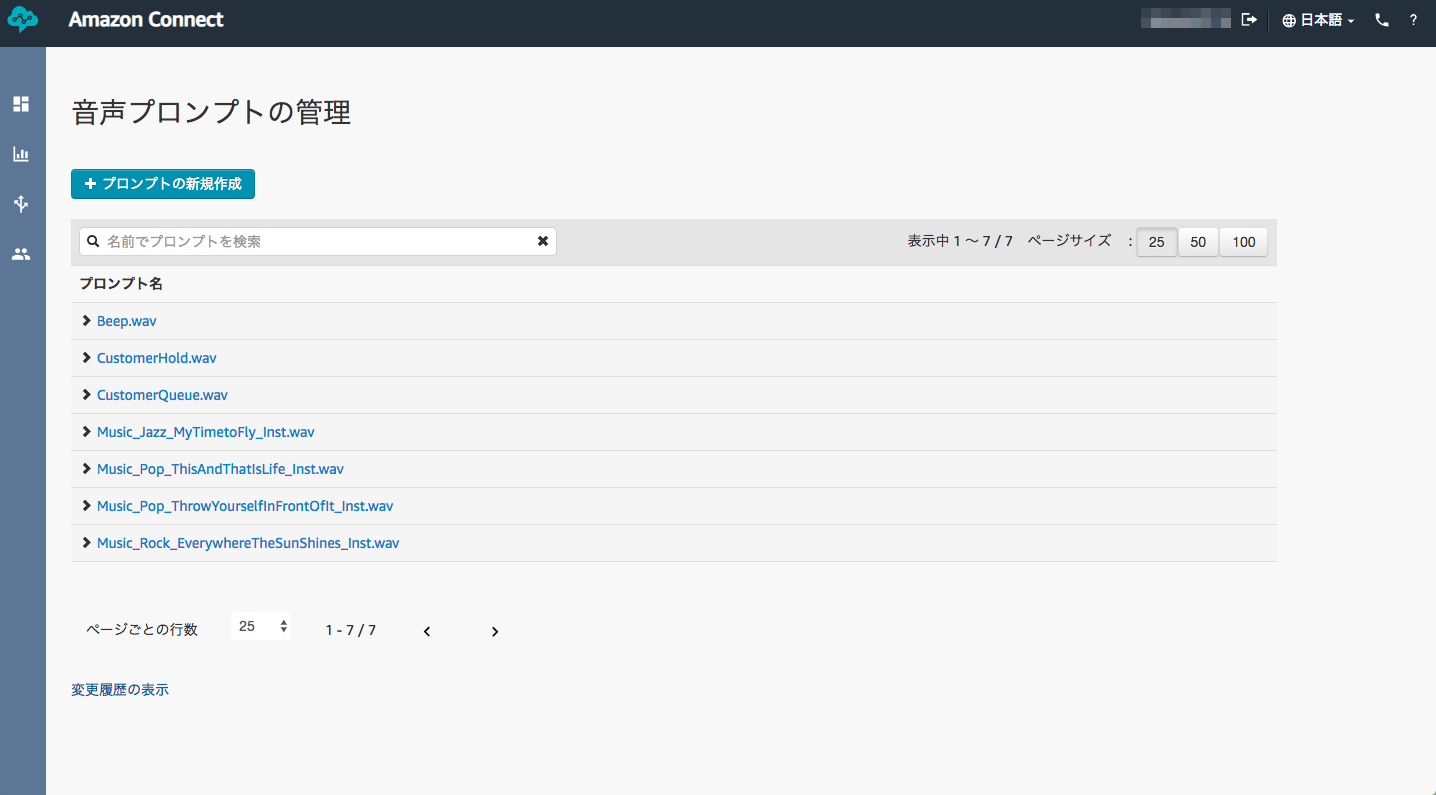 Amazon Connect
日本語
?
音声プロンプトの管理
+ プロンプトの新規作成
名前でプロンプトを検索
表示中 1 ～ 7 / 7 ページサイズ : 25 50 100
プロンプト名
Beep.wav
CustomerHold.wav
CustomerQueue.wav
Music_Jazz_MyTimetoFly_Inst.wav
Music_Pop_ThisAndThatIsLife_Inst.wav
Music_Pop_ThrowYourselfInFrontOfIt_Inst.wav
Music_Rock_EverywhereTheSunShines_Inst.wav
ページごとの行数 25 1 - 7 / 7
変更履歴の表示